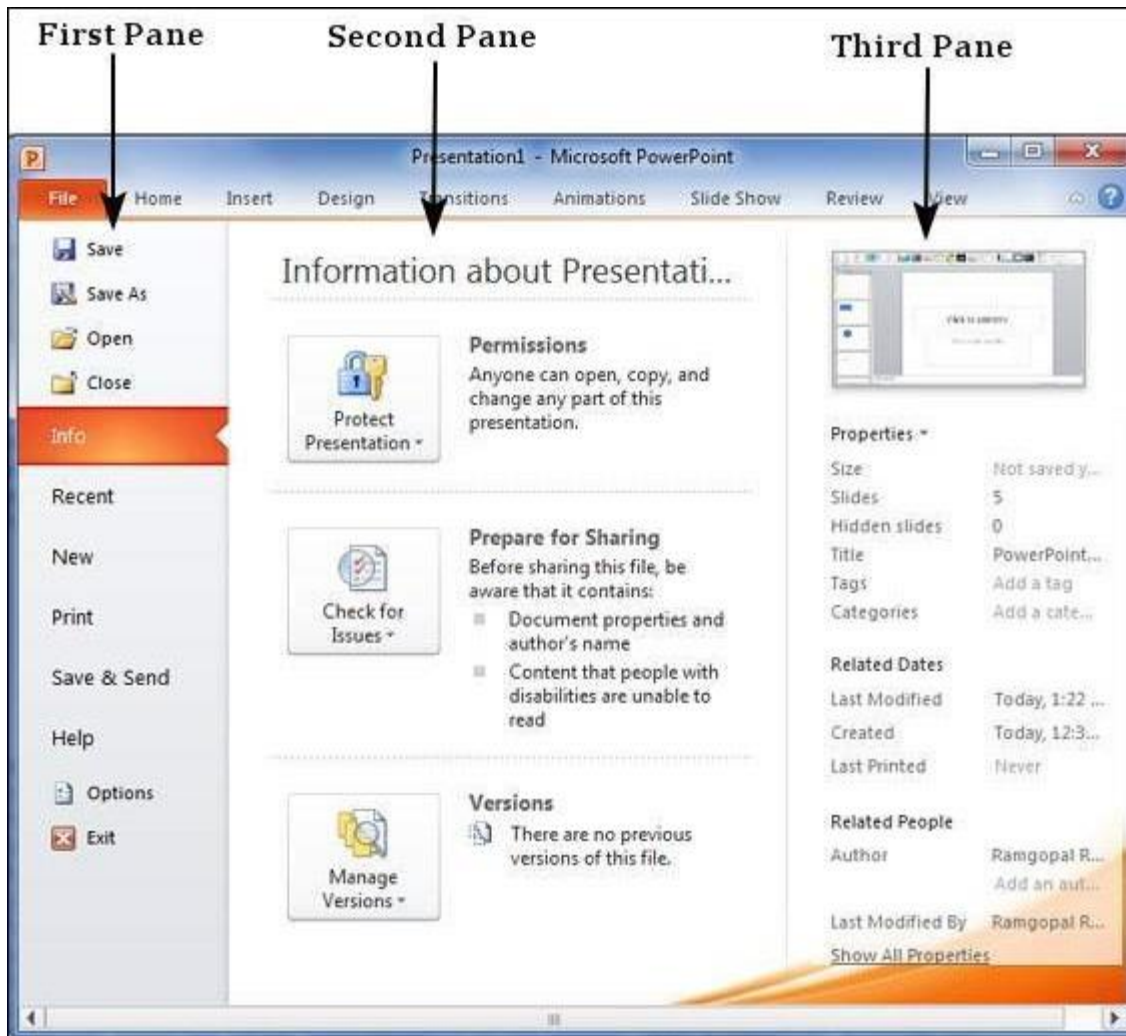 First Pane
Second Pane
Third Pane
Presentation1 - Microsoft PowerPoint
File Home Insert Design Transitions Animations Slide Show Review View
Save
Save As
Open
Close
Info
Recent
New
Print
Save & Send
Help
Options
Exit
Information about Presentati...
Protect
Presentation
Permissions
Anyone can open, copy, and
change any part of this
presentation.
Check for
Issues
Prepare for Sharing
Before sharing this file, be
aware that it contains:
Document properties and
author's name
Content that people with
disabilities are unable to
read
Manage
Versions
Versions
There are no previous
versions of this file.
Properties
Size Not saved y...
Slides 5
Hidden slides 0
Title PowerPoint...
Tags Add a tag
Categories Add a cate...
Related Dates
Last Modified Today, 1:22 ...
Created Today, 12:3...
Last Printed Never
Related People
Author Ramgopal R...
Add an aut...
Last Modified By Ramgopal R...
Show All Properties